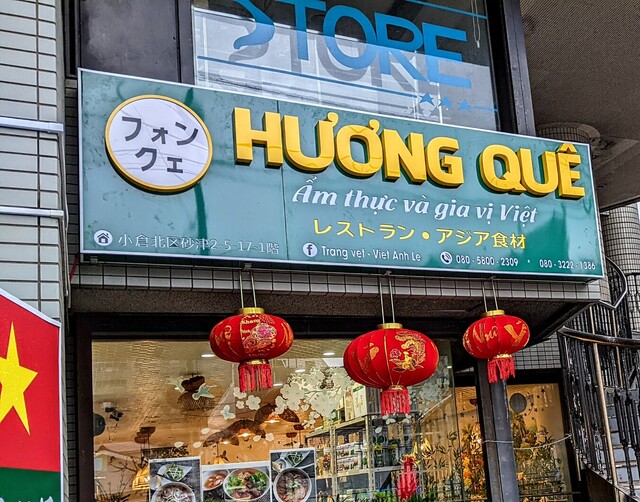 STORE
フォン
クェ
HƯƠNG QUÊ
Ẩm thực và gia vị Việt
レストラン・アジア食材
小倉北区砂津2-5-17-1階
Trang vet - Viet Anh Le
080-5800-2309
080-3222-1386